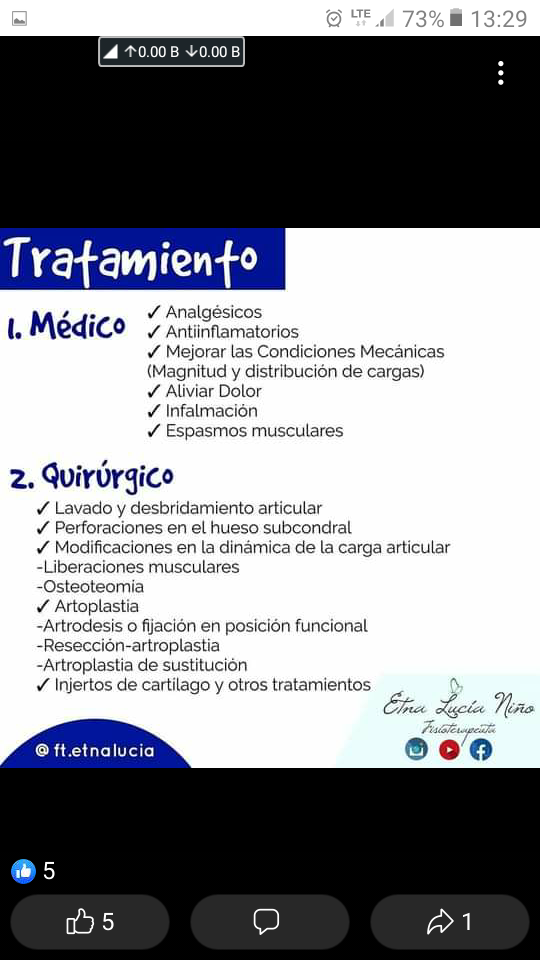 LTE 73% 13:29
↑0.00 B ↓0.00 B
Tratamiento
1. Médico
✓ Analgésicos
✓ Antiinflamatorios
✓ Mejorar las Condiciones Mecánicas
(Magnitud y distribución de cargas)
✓ Aliviar Dolor
✓ Infalmación
✓ Espasmos musculares
2. Quirúrgico
✓ Lavado y desbridamiento articular
✓ Perforaciones en el hueso subcondral
✓ Modificaciones en la dinámica de la carga articular
-Liberaciones musculares
-Osteoteomía
✓ Artoplastia
-Artrodesis o fijación en posición funcional
-Resección-artroplastia
-Artroplastia de sustitución
✓ Injertos de cartílago y otros tratamientos
Etna Lucía Niño
Fisioterapeuta
@ ft.etnalucia
5
5
1